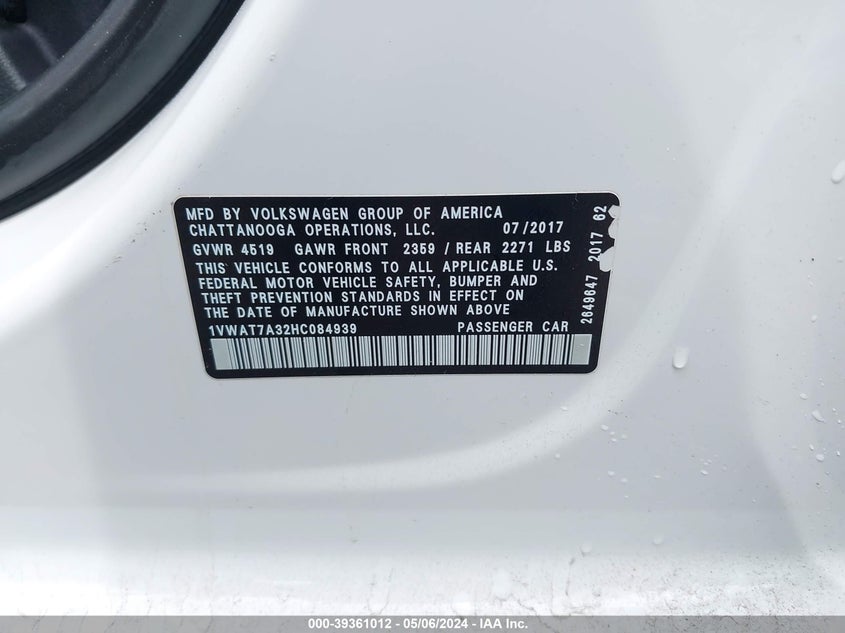 MFD BY VOLKSWAGEN GROUP OF AMERICA
CHATTANOOGA OPERATIONS, LLC. 07/2017
GVWR 4519 GAWR FRONT 2359 / REAR 2271 LBS
THIS VEHICLE CONFORMS TO ALL APPLICABLE U.S.
FEDERAL MOTOR VEHICLE SAFETY, BUMPER AND
THEFT PREVENTION STANDARDS IN EFFECT ON
THE DATE OF MANUFACTURE SHOWN ABOVE
1VWAT7A32HC084939 PASSENGER CAR
2649647 2017 62
000-39361012 - 05/06/2024 - IAA Inc.